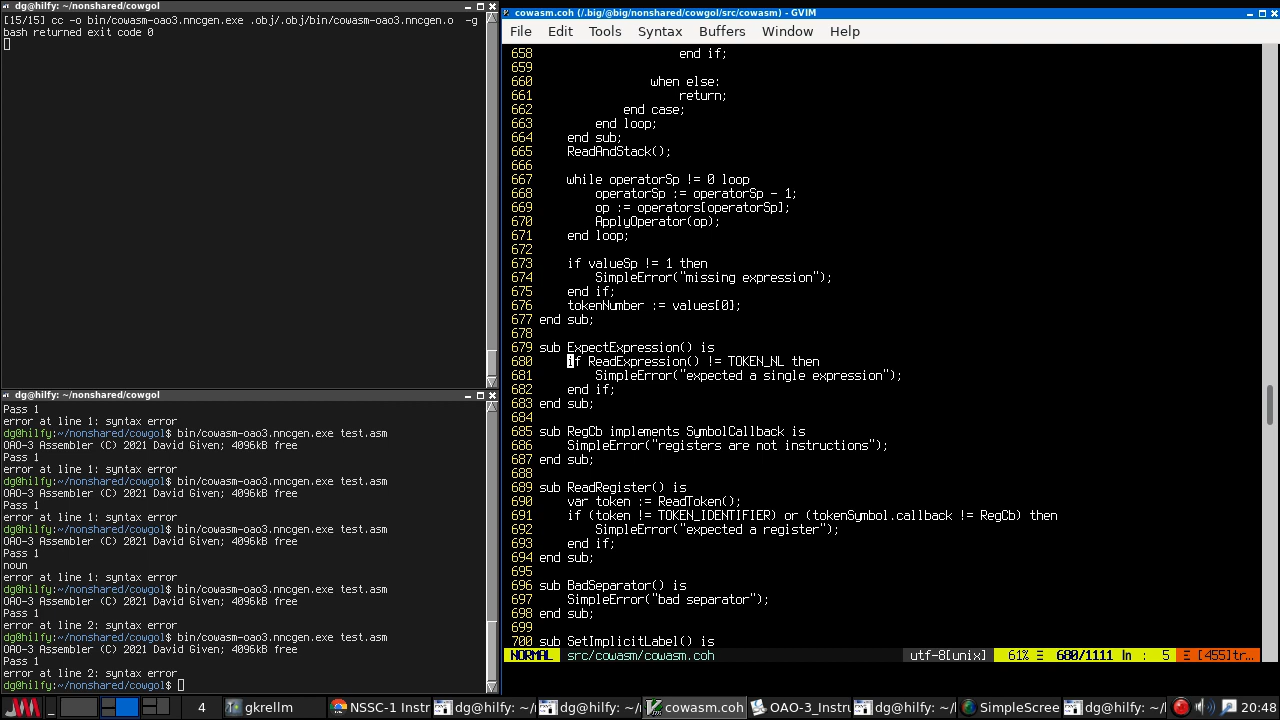 dg@hilfy: ~/nonshared/cowgol
[15/15] cc -o ./bin/cowasm-oao3.nncgen.exe .obj/.obj/bin/cowasm-oao3.nncgen.o -g
bash returned exit code 0
dg@hilfy: ~/nonshared/cowgol
Pass 1
error at line 1: syntax error
dg@hilfy:~/nonshared/cowgol$ bin/cowasm-oao3.nncgen.exe test.asm
OAO-3 Assembler (C) 2021 David Given; 4096kB free
Pass 1
error at line 1: syntax error
dg@hilfy:~/nonshared/cowgol$ bin/cowasm-oao3.nncgen.exe test.asm
OAO-3 Assembler (C) 2021 David Given; 4096kB free
Pass 1
error at line 1: syntax error
dg@hilfy:~/nonshared/cowgol$ bin/cowasm-oao3.nncgen.exe test.asm
OAO-3 Assembler (C) 2021 David Given; 4096kB free
Pass 1
noun
error at line 1: syntax error
dg@hilfy:~/nonshared/cowgol$ bin/cowasm-oao3.nncgen.exe test.asm
OAO-3 Assembler (C) 2021 David Given; 4096kB free
Pass 1
error at line 2: syntax error
dg@hilfy:~/nonshared/cowgol$ bin/cowasm-oao3.nncgen.exe test.asm
OAO-3 Assembler (C) 2021 David Given; 4096kB free
Pass 1
error at line 2: syntax error
dg@hilfy:~/nonshared/cowgol$
cowasm.coh (/.big/@big/nonshared/cowgol/src/cowasm) - GVIM
File Edit Tools Syntax Buffers Window Help
658 end if;
659
660 when else:
661 return;
662 end case;
663 end loop;
664 end sub;
665 ReadAndStack();
666
667 while operatorSp != 0 loop
668 operatorSp := operatorSp - 1;
669 op := operators[operatorSp];
670 ApplyOperator(op);
671 end loop;
672
673 if valueSp != 1 then
674 SimpleError("missing expression");
675 end if;
676 tokenNumber := values[0];
677 end sub;
678
679 sub ExpectExpression() is
680 if ReadExpression() != TOKEN_NL then
681 SimpleError("expected a single expression");
682 end if;
683 end sub;
684
685 sub RegCb implements SymbolCallback is
686 SimpleError("registers are not instructions");
687 end sub;
688
689 sub ReadRegister() is
690 var token := ReadToken();
691 if (token != TOKEN_IDENTIFIER) or (tokenSymbol.callback != RegCb) then
692 SimpleError("expected a register");
693 end if;
694 end sub;
695
696 sub BadSeparator() is
697 SimpleError("bad separator");
698 end sub;
699
700 sub SetImplicitLabel() is
NORMAL src/cowasm/cowasm.coh utf-8[unix] 61% Ξ 680/1111 ln : 5 Ξ [455]tr…
4 gkrellm NSSC-1 Instr dg@hilfy: ~/ dg@hilfy: ~/ cowasm.coh OAO-3_Instru dg@hilfy: ~/ SimpleScree dg@hilfy: ~/ 20:48